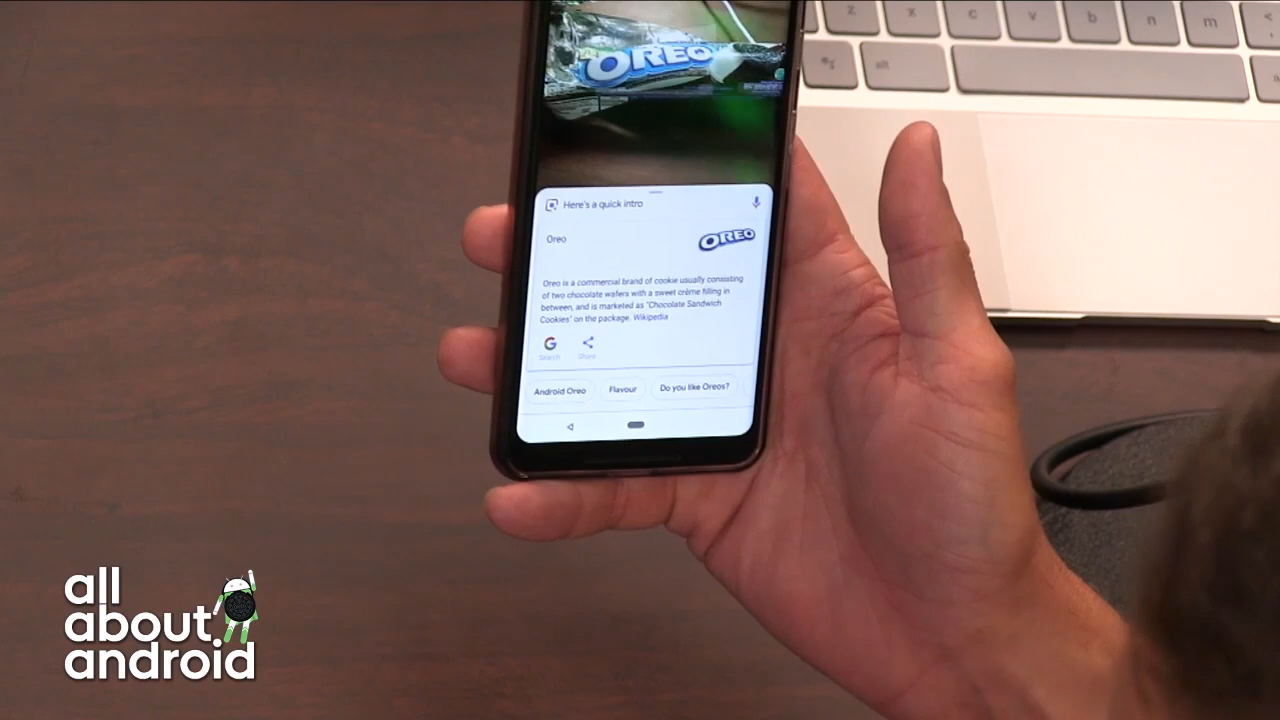 z x c v b n m <
alt
OREO
Here's a quick intro
Oreo
OREO
Oreo is a commercial brand of cookie usually consisting
of two chocolate wafers with a sweet crème filling in
between, and is marketed as "Chocolate Sandwich
Cookies" on the package. Wikipedia
Search Share
Android Oreo Flavour Do you like Oreos?
all
about
android